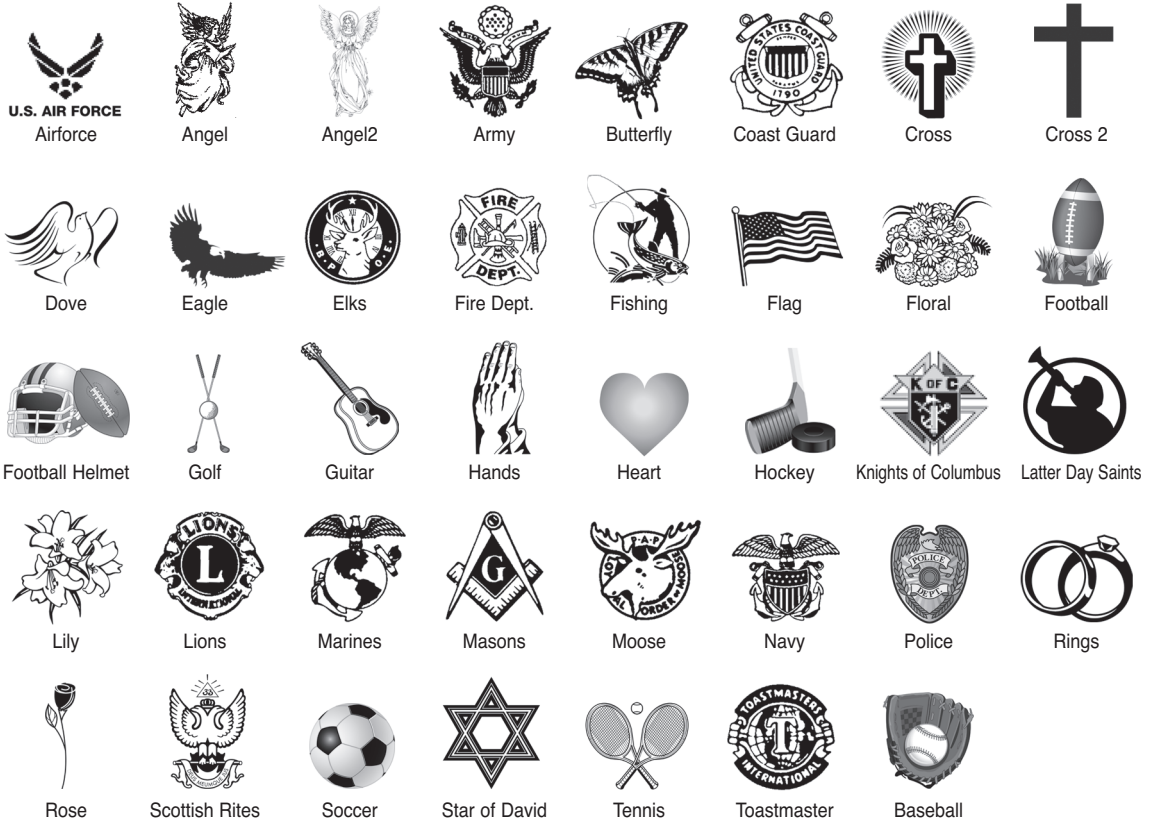 U.S. AIR FORCE
UNITED STATES COAST GUARD
1790
Airforce
Angel
Angel2
Army
Butterfly
Coast Guard
Cross
Cross 2
B.P.O.E.
FIRE
DEPT.
Dove
Eagle
Elks
Fire Dept.
Fishing
Flag
Floral
Football
K OF C
Football Helmet
Golf
Guitar
Hands
Heart
Hockey
Knights of Columbus
Latter Day Saints
LIONS
L
INTERNATIONAL
G
P·A·P
LOYAL ORDER OF MOOSE
POLICE
DEPT
Lily
Lions
Marines
Masons
Moose
Navy
Police
Rings
33
TOASTMASTERS
T
INTERNATIONAL
Rose
Scottish Rites
Soccer
Star of David
Tennis
Toastmaster
Baseball